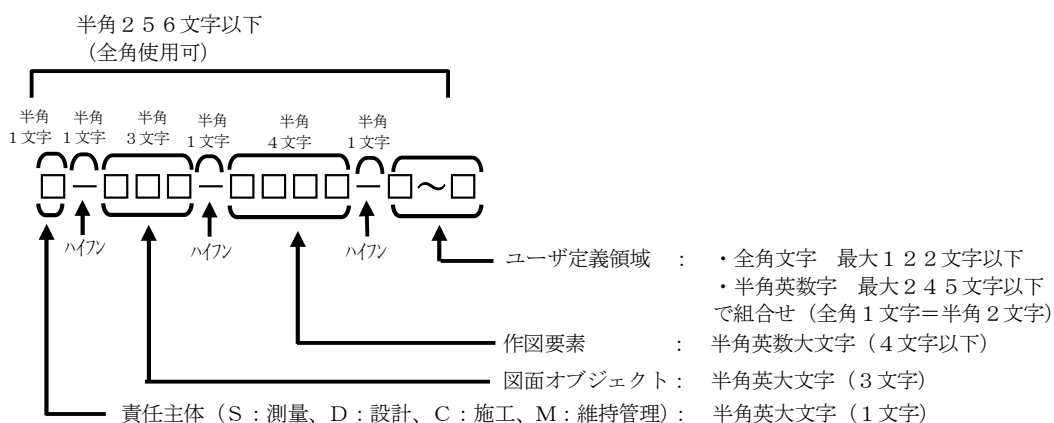 半角２５６文字以下
（全角使用可）
半角 半角 半角 半角 半角 半角
１文字 １文字 ３文字 １文字 ４文字 １文字
□－□□□－□□□□－□～□
ﾊｲﾌﾝ ﾊｲﾌﾝ ﾊｲﾌﾝ
ユーザ定義領域 ： ・全角文字　最大１２２文字以下
・半角英数字　最大２４５文字以下
で組合せ（全角１文字＝半角２文字）
作図要素 ： 半角英数大文字（４文字以下）
図面オブジェクト： 半角英大文字（３文字）
責任主体（Ｓ：測量、Ｄ：設計、Ｃ：施工、Ｍ：維持管理）： 半角英大文字（１文字）